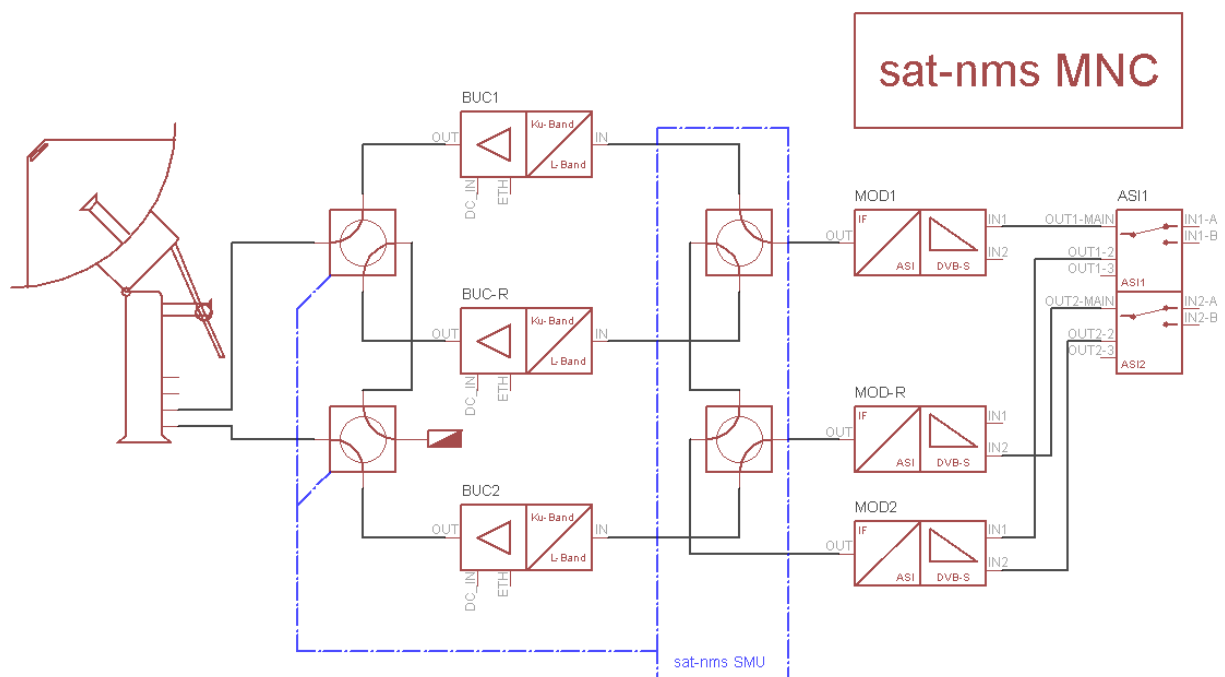 sat-nms MNC
BUC1
OUT
Ku-Band
L-Band
IN
DC_IN
ETH
MOD1
IF
ASI
DVB-S
OUT
IN1
IN2
ASI1
OUT1-MAIN
OUT1-2
OUT1-3
IN1-A
IN1-B
ASI1
OUT2-MAIN
OUT2-2
OUT2-3
IN2-A
IN2-B
ASI2
BUC-R
OUT
Ku-Band
L-Band
IN
DC_IN
ETH
MOD-R
IF
ASI
DVB-S
OUT
IN1
IN2
BUC2
OUT
Ku-Band
L-Band
IN
DC_IN
ETH
MOD2
IF
ASI
DVB-S
OUT
IN1
IN2
sat-nms SMU